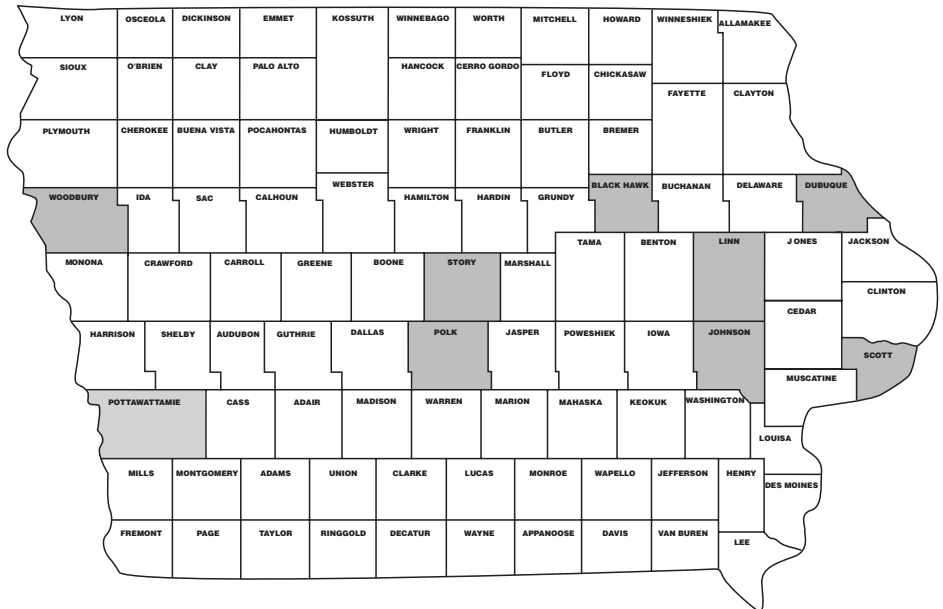 LYON OSCEOLA DICKINSON EMMET KOSSUTH WINNEBAGO WORTH MITCHELL HOWARD WINNESHIEK ALLAMAKEE
SIOUX O'BRIEN CLAY PALO ALTO HANCOCK CERRO GORDO FLOYD CHICKASAW
FAYETTE CLAYTON
PLYMOUTH CHEROKEE BUENA VISTA POCAHONTAS HUMBOLDT WRIGHT FRANKLIN BUTLER BREMER
WEBSTER BLACK HAWK BUCHANAN DELAWARE DUBUQUE
WOODBURY IDA SAC CALHOUN HAMILTON HARDIN GRUNDY
TAMA BENTON LINN JONES JACKSON
MONONA CRAWFORD CARROLL GREENE BOONE STORY MARSHALL
CLINTON
CEDAR
HARRISON SHELBY AUDUBON GUTHRIE DALLAS POLK JASPER POWESHIEK IOWA JOHNSON
SCOTT
MUSCATINE
POTTAWATTAMIE CASS ADAIR MADISON WARREN MARION MAHASKA KEOKUK WASHINGTON
LOUISA
MILLS MONTGOMERY ADAMS UNION CLARKE LUCAS MONROE WAPELLO JEFFERSON HENRY
DES MOINES
FREMONT PAGE TAYLOR RINGGOLD DECATUR WAYNE APPANOOSE DAVIS VAN BUREN
LEE